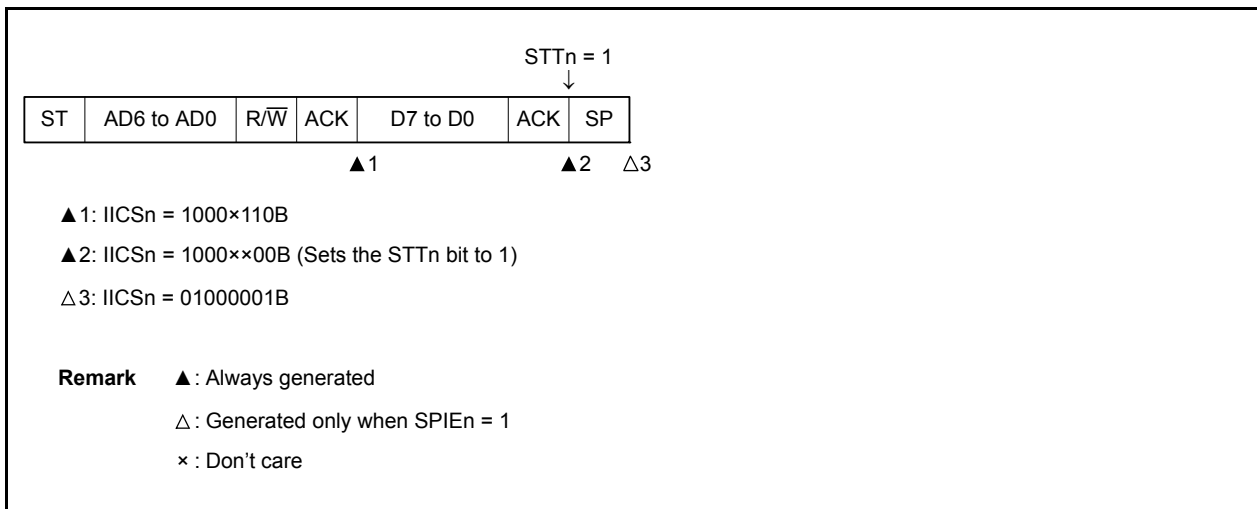 STTn = 1
↓
ST AD6 to AD0 R/W̅ ACK D7 to D0 ACK SP
▲1 ▲2 △3
▲1: IICSn = 1000×110B
▲2: IICSn = 1000××00B (Sets the STTn bit to 1)
△3: IICSn = 01000001B
Remark ▲: Always generated
△: Generated only when SPIEn = 1
×: Don't care